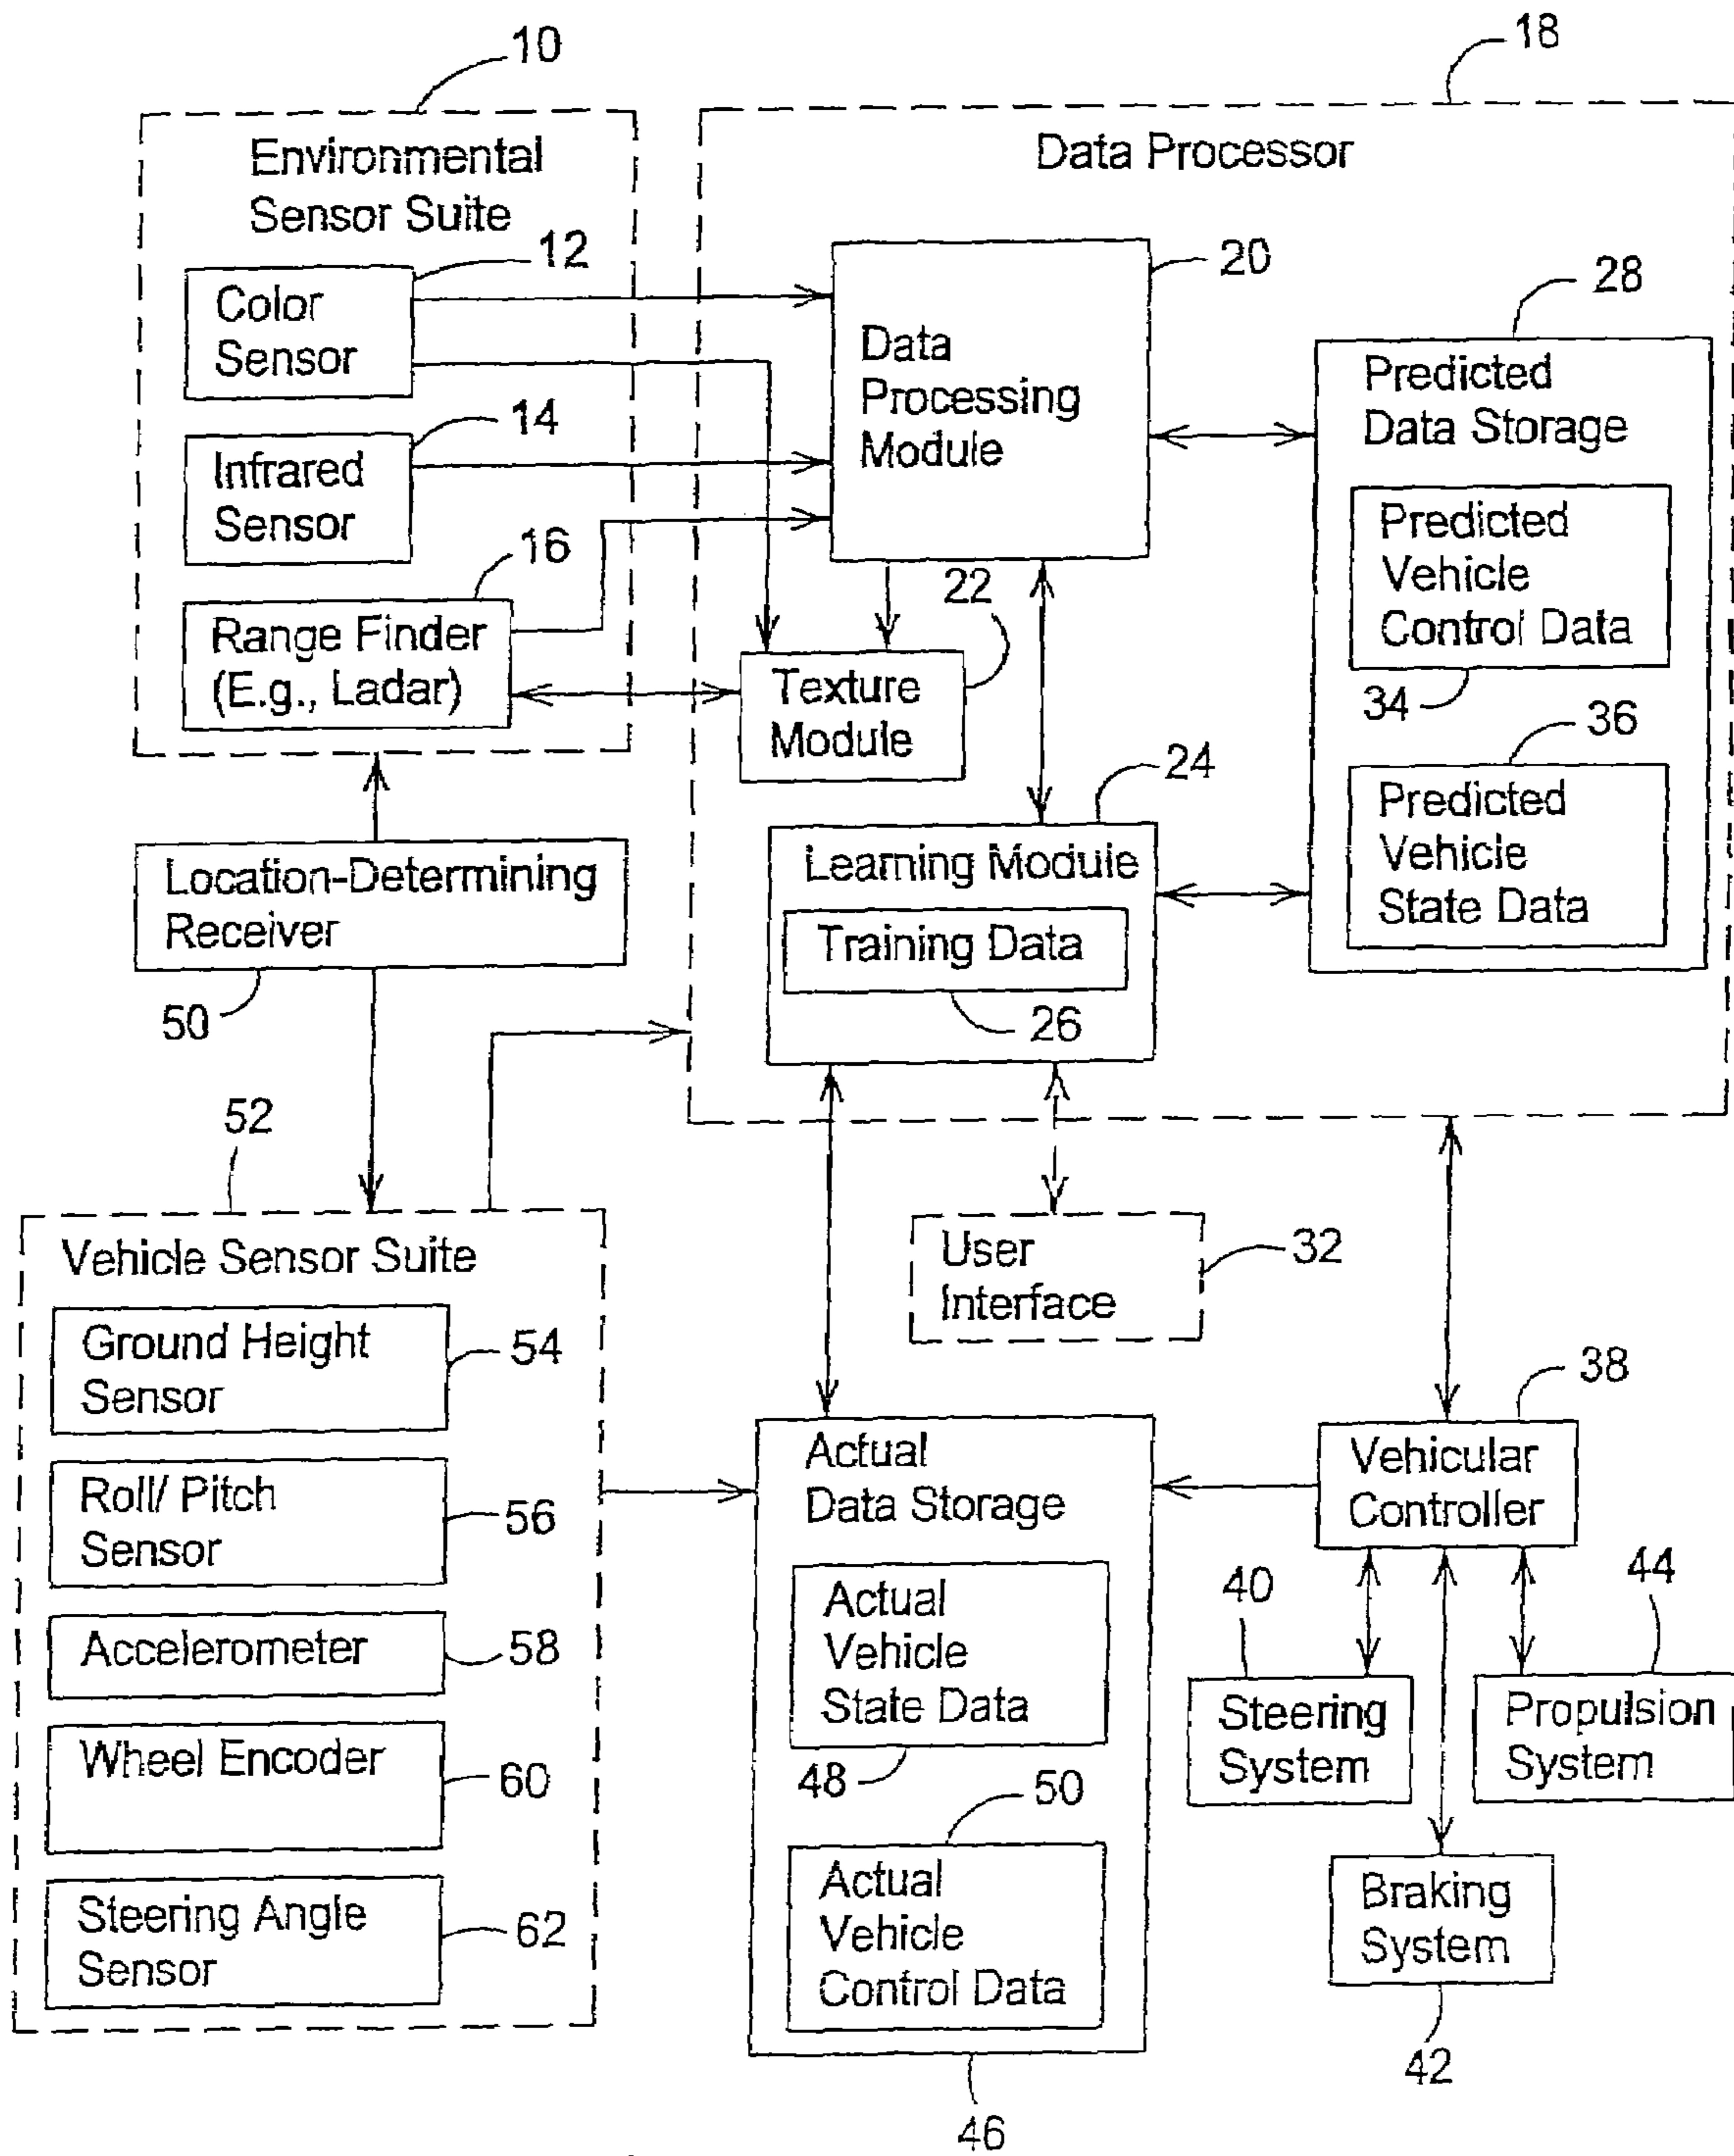 10
18
Environmental
Sensor Suite
Data Processor
12
Color
Sensor
14
Infrared
Sensor
16
Range Finder
(E.g., Ladar)
20
Data
Processing
Module
22
Texture
Module
24
Learning Module
Training Data
26
28
Predicted
Data Storage
Predicted
Vehicle
Control Data
34
36
Predicted
Vehicle
State Data
Location-Determining
Receiver
50
52
Vehicle Sensor Suite
Ground Height
Sensor
54
Roll/ Pitch
Sensor
56
Accelerometer
58
Wheel Encoder
60
Steering Angle
Sensor
62
User
Interface
32
Actual
Data Storage
Actual
Vehicle
State Data
48
50
Actual
Vehicle
Control Data
46
38
Vehicular
Controller
40
Steering
System
44
Propulsion
System
Braking
System
42